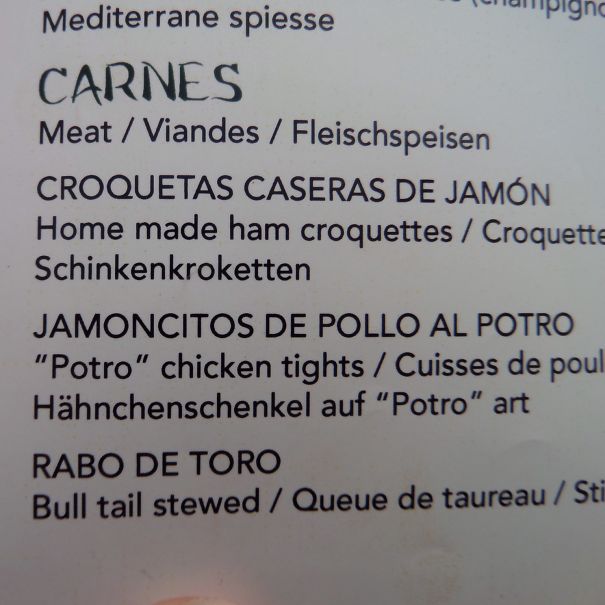 Mediterrane spiesse
CARNES
Meat / Viandes / Fleischspeisen
CROQUETAS CASERAS DE JAMÓN
Home made ham croquettes / Croquette
Schinkenkroketten
JAMONCITOS DE POLLO AL POTRO
"Potro" chicken tights / Cuisses de poul
Hähnchenschenkel auf "Potro" art
RABO DE TORO
Bull tail stewed / Queue de taureau / Sti